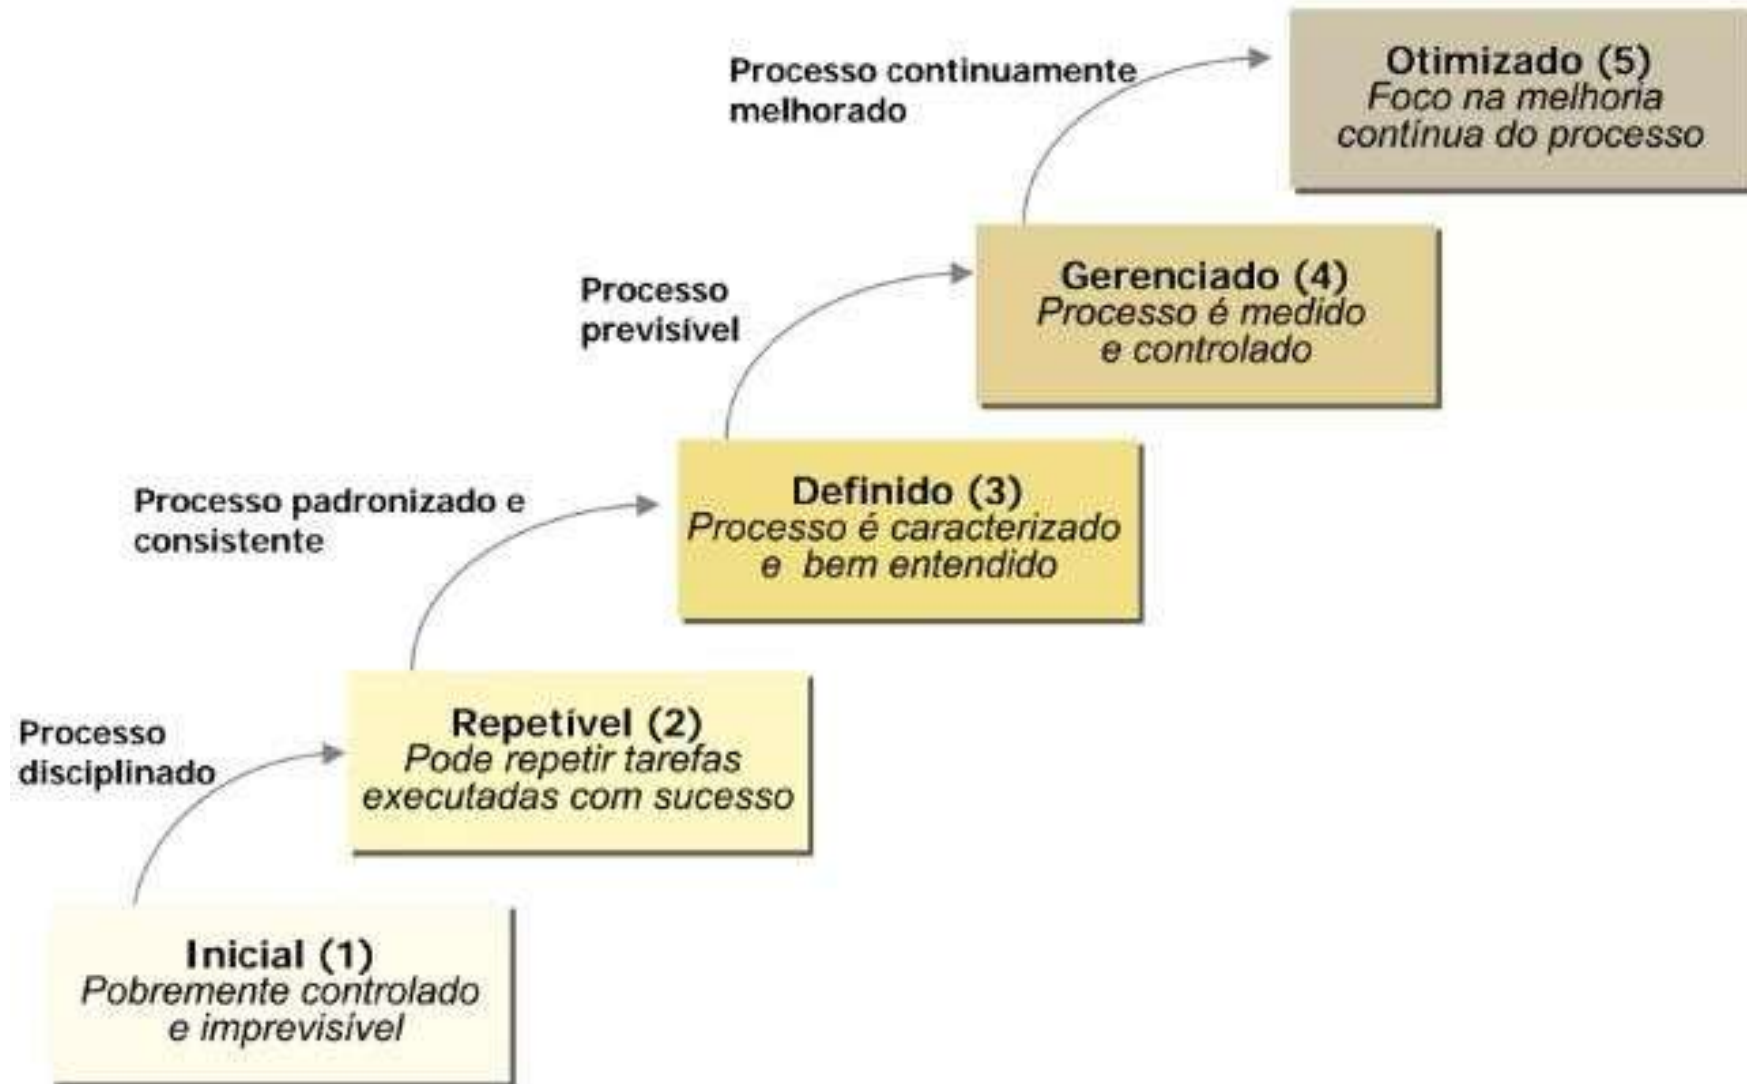 Processo continuamente
melhorado
Otimizado (5)
Foco na melhoria
contínua do processo
Processo
previsível
Gerenciado (4)
Processo é medido
e controlado
Processo padronizado e
consistente
Definido (3)
Processo é caracterizado
e bem entendido
Processo
disciplinado
Repetível (2)
Pode repetir tarefas
executadas com sucesso
Inicial (1)
Pobremente controlado
e imprevisível